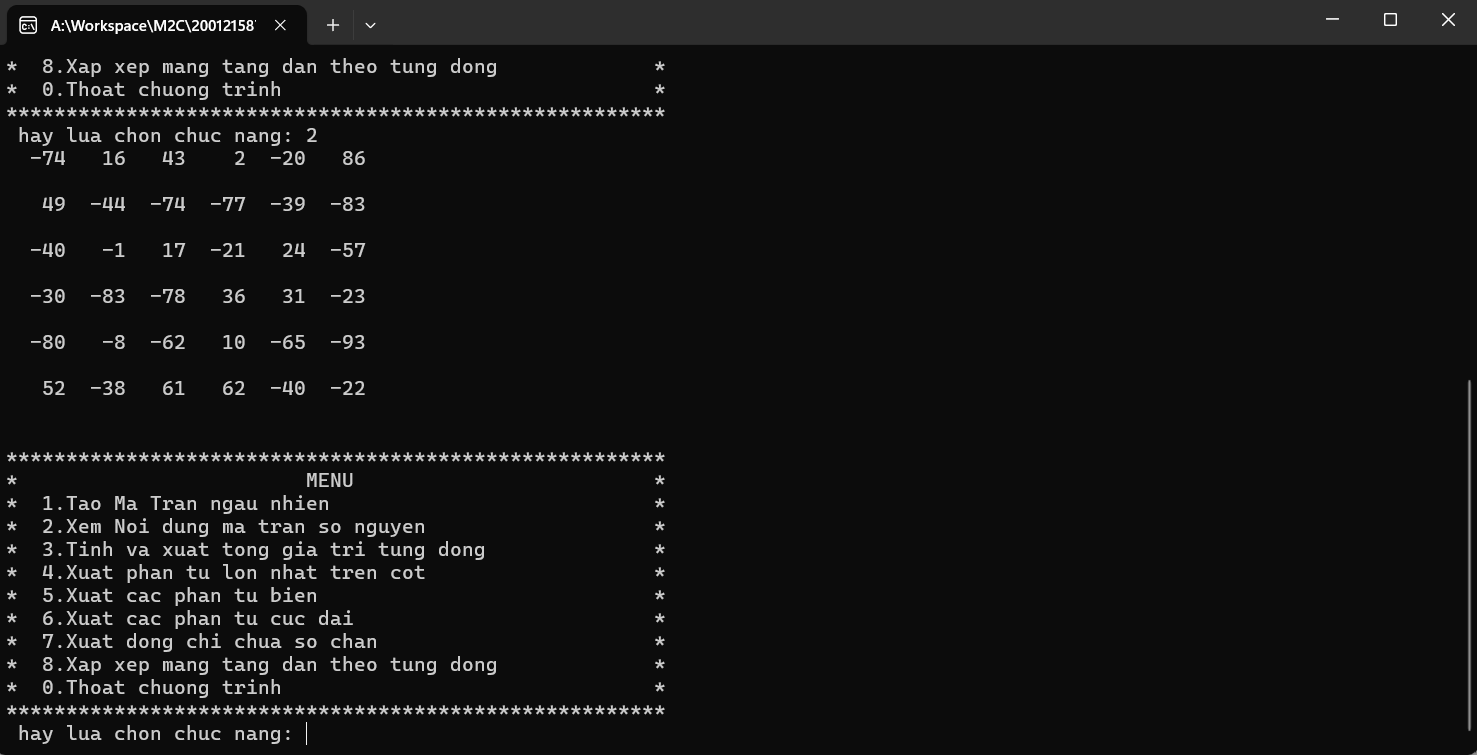 A:\Workspace\M2C\20012158
*  8.Xap xep mang tang dan theo tung dong             *
*  0.Thoat chuong trinh                               *
*******************************************************
 hay lua chon chuc nang: 2
  -74   16   43    2  -20   86
   49  -44  -74  -77  -39  -83
  -40   -1   17  -21   24  -57
  -30  -83  -78   36   31  -23
  -80   -8  -62   10  -65  -93
   52  -38   61   62  -40  -22
*******************************************************
*                        MENU                         *
*  1.Tao Ma Tran ngau nhien                           *
*  2.Xem Noi dung ma tran so nguyen                   *
*  3.Tinh va xuat tong gia tri tung dong              *
*  4.Xuat phan tu lon nhat tren cot                   *
*  5.Xuat cac phan tu bien                            *
*  6.Xuat cac phan tu cuc dai                         *
*  7.Xuat dong chi chua so chan                       *
*  8.Xap xep mang tang dan theo tung dong             *
*  0.Thoat chuong trinh                               *
*******************************************************
 hay lua chon chuc nang: